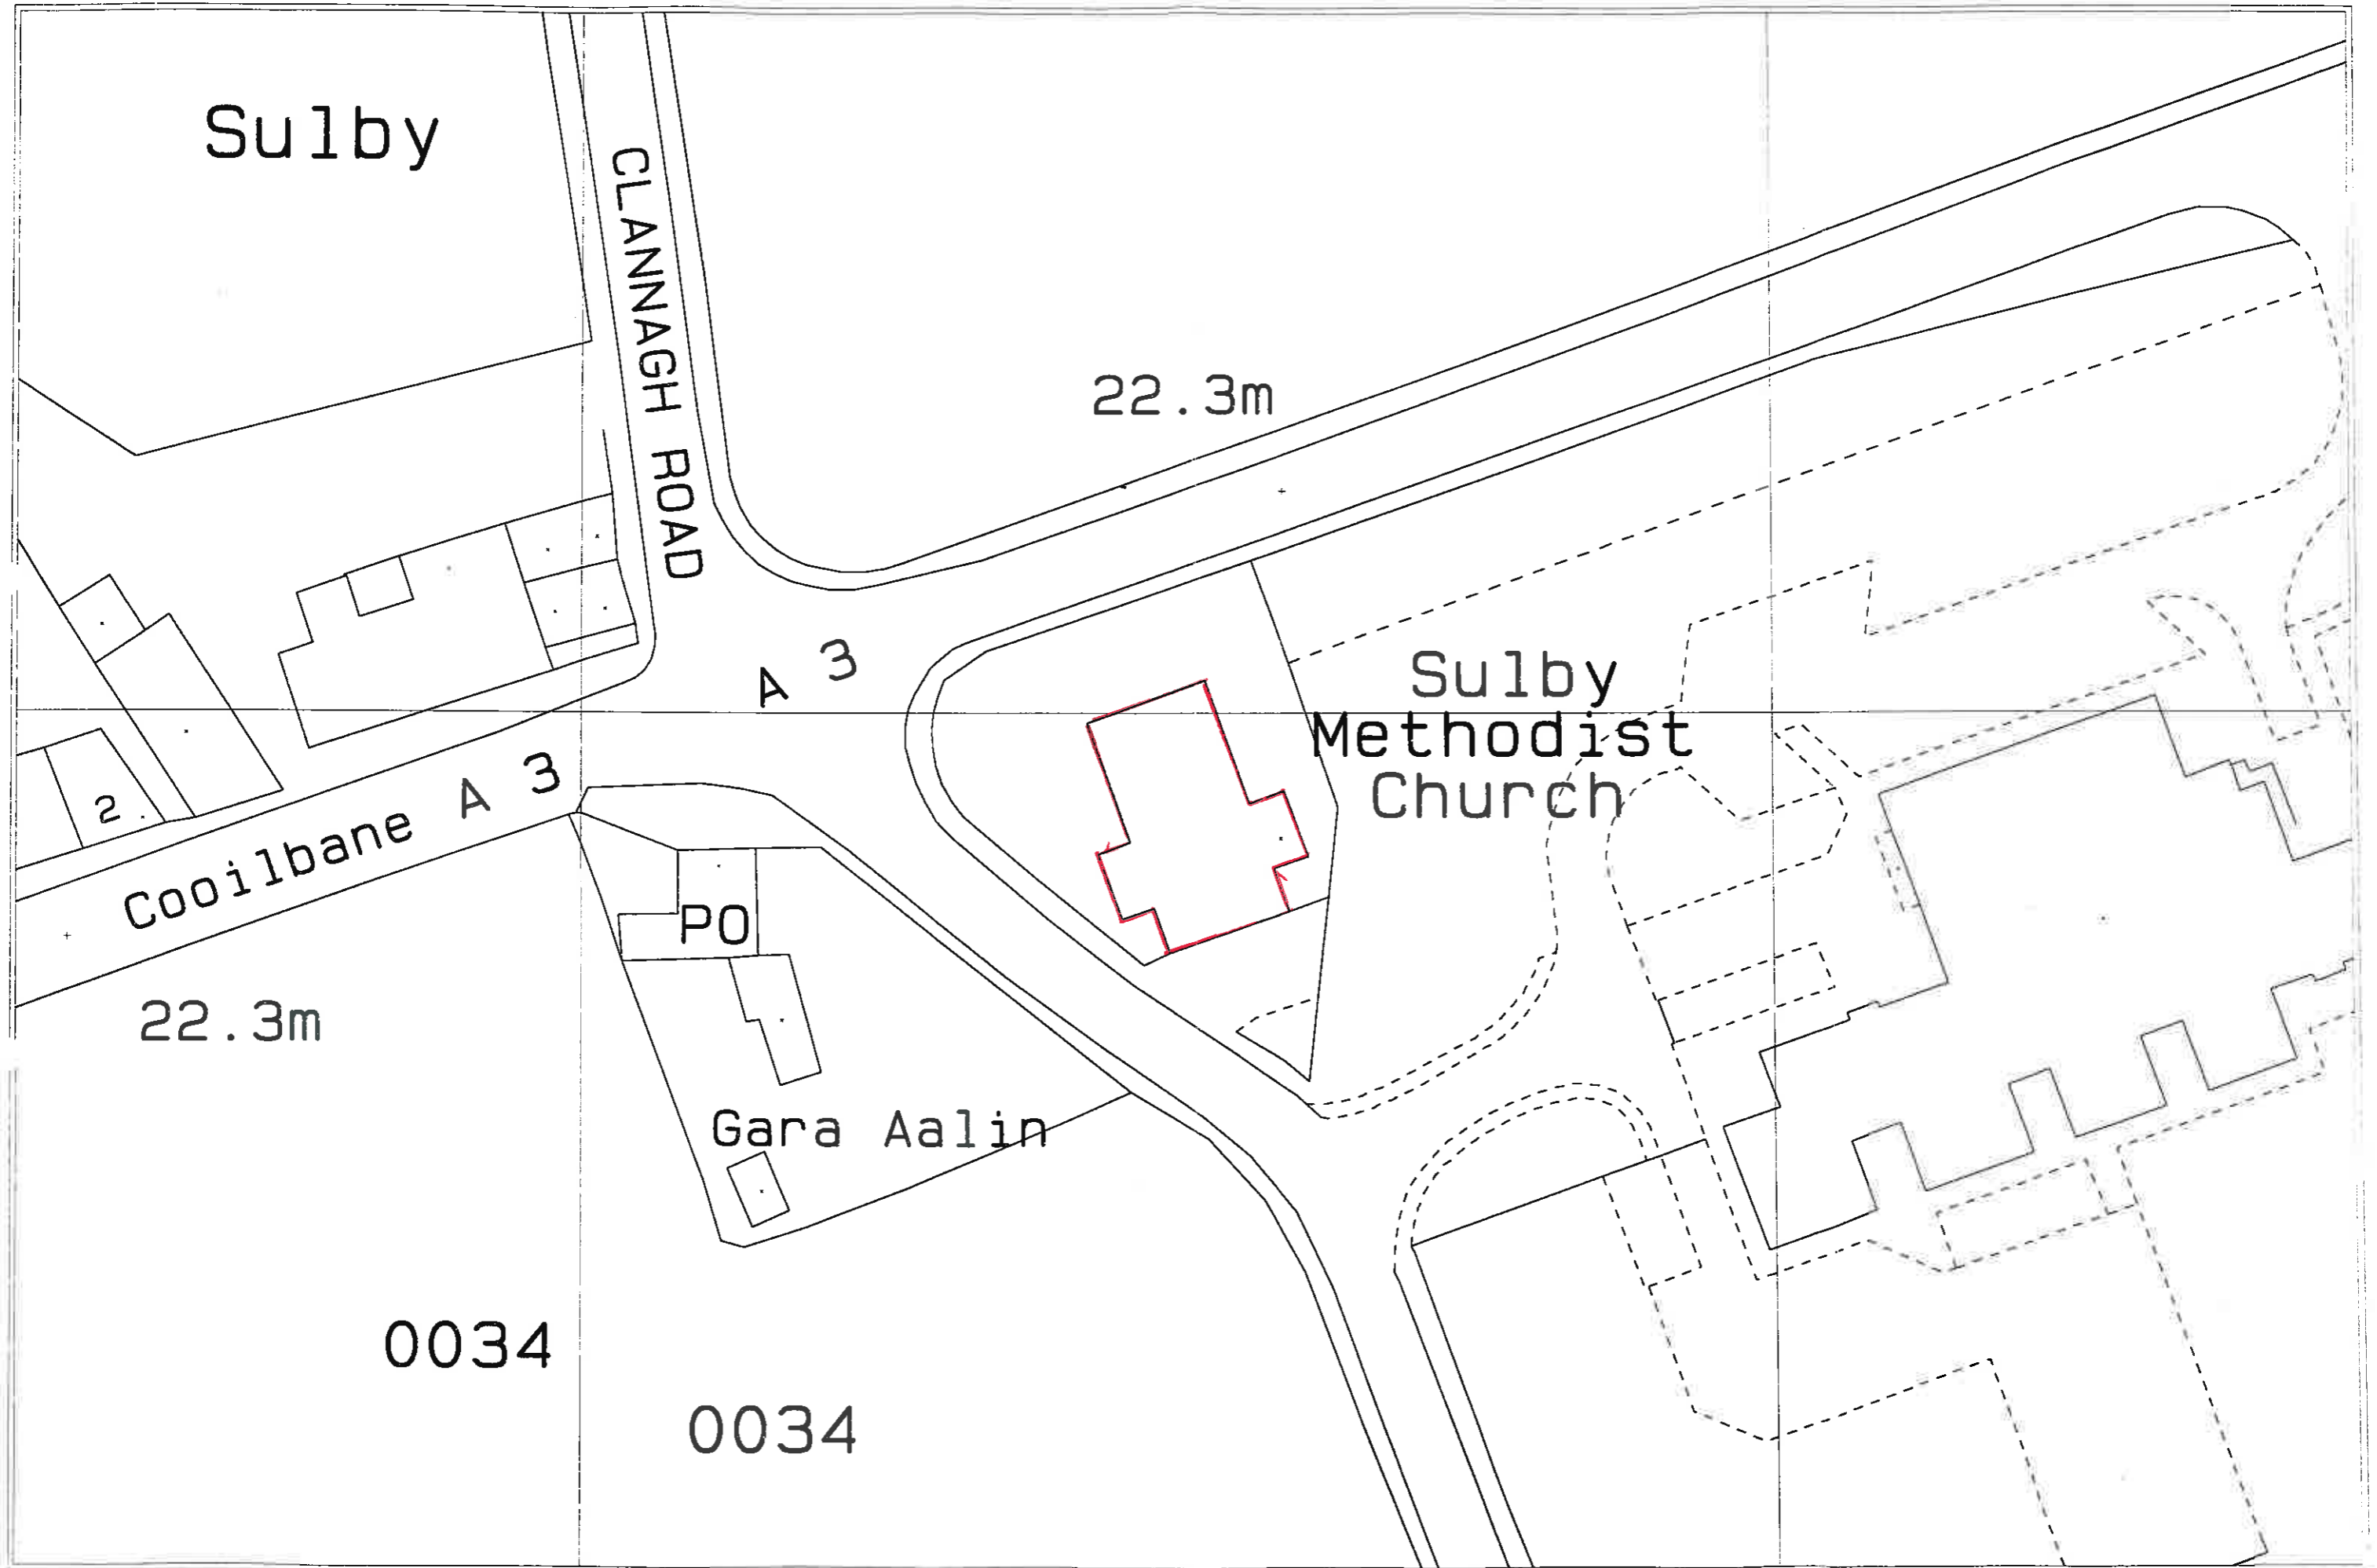 Sulby
CLANNAGH ROAD
22.3m
A 3
Sulby
Methodist
Church
A 3
2
Cooilbane
PO
22.3m
Gara Aalin
0034
0034